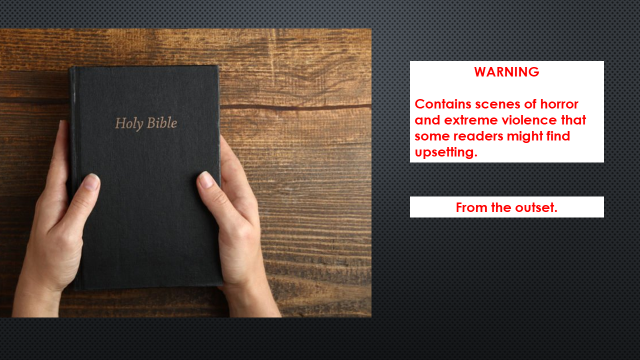 Holy Bible
WARNING
Contains scenes of horror
and extreme violence that
some readers might find
upsetting.
From the outset.